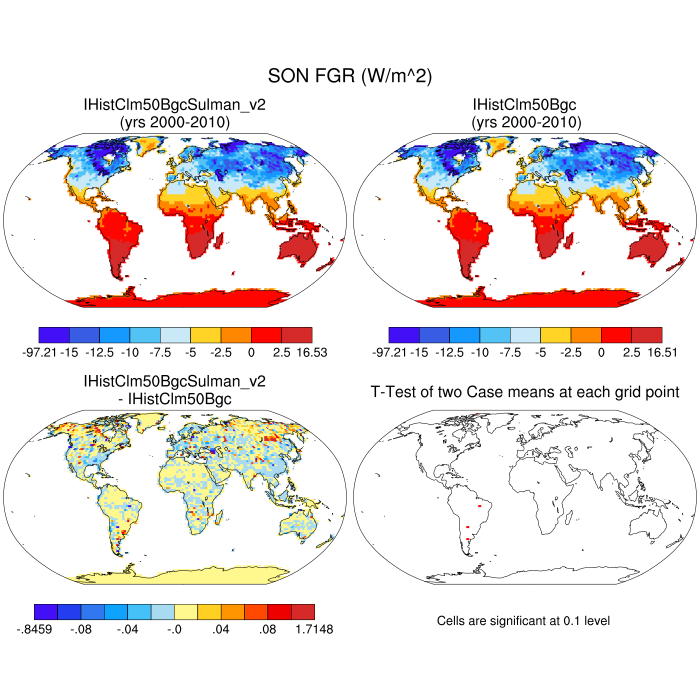 SON FGR (W/m^2)
IHistClm50BgcSulman_v2
(yrs 2000-2010)
IHistClm50Bgc
(yrs 2000-2010)
-97.21 -15 -12.5 -10 -7.5 -5 -2.5 0 2.5 16.53
-97.21 -15 -12.5 -10 -7.5 -5 -2.5 0 2.5 16.51
IHistClm50BgcSulman_v2
- IHistClm50Bgc
T-Test of two Case means at each grid point
-.8459 -.08 -.04 -.0 .04 .08 1.7148
Cells are significant at 0.1 level